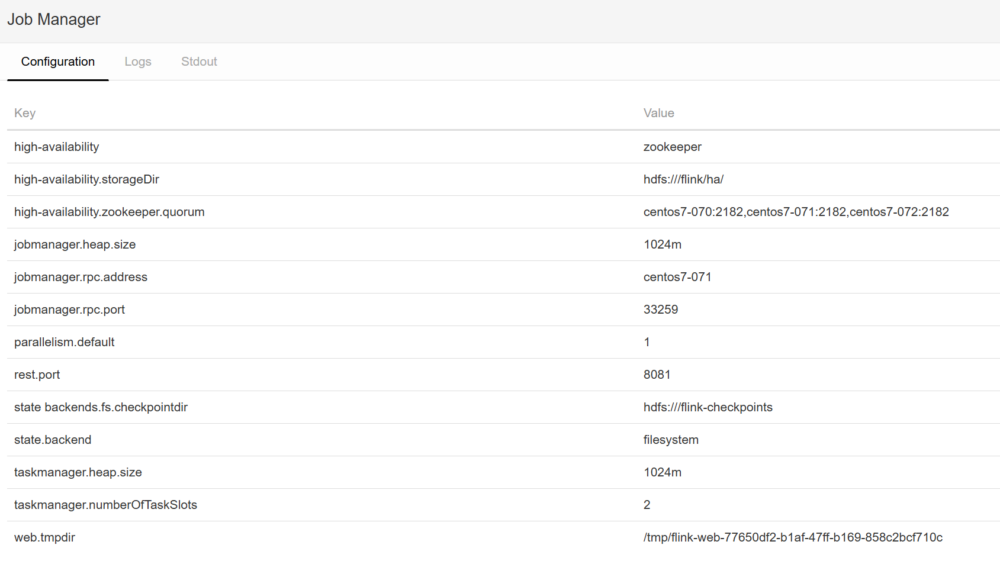 Job Manager
Configuration Logs Stdout
Key Value
high-availability zookeeper
high-availability.storageDir hdfs:///flink/ha/
high-availability.zookeeper.quorum centos7-070:2182,centos7-071:2182,centos7-072:2182
jobmanager.heap.size 1024m
jobmanager.rpc.address centos7-071
jobmanager.rpc.port 33259
parallelism.default 1
rest.port 8081
state backends.fs.checkpointdir hdfs:///flink-checkpoints
state.backend filesystem
taskmanager.heap.size 1024m
taskmanager.numberOfTaskSlots 2
web.tmpdir /tmp/flink-web-77650df2-b1af-47ff-b169-858c2bcf710c